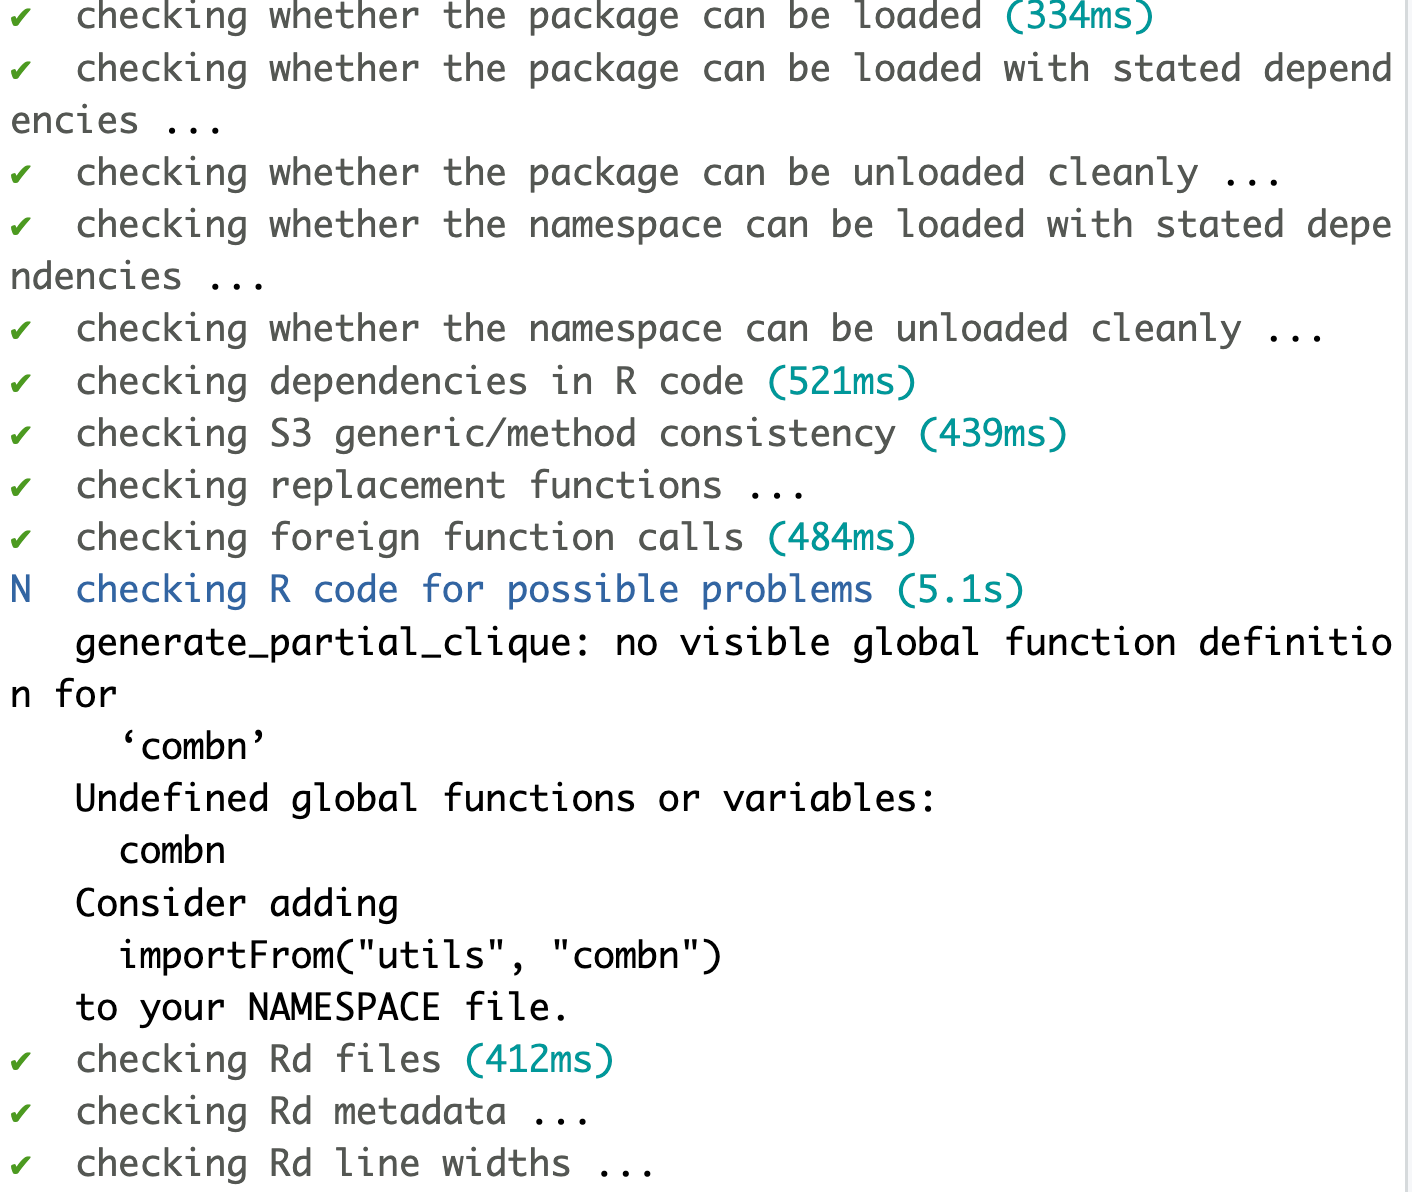 ✔  checking whether the package can be loaded (334ms)
✔  checking whether the package can be loaded with stated depend
encies ...
✔  checking whether the package can be unloaded cleanly ...
✔  checking whether the namespace can be loaded with stated depe
ndencies ...
✔  checking whether the namespace can be unloaded cleanly ...
✔  checking dependencies in R code (521ms)
✔  checking S3 generic/method consistency (439ms)
✔  checking replacement functions ...
✔  checking foreign function calls (484ms)
N  checking R code for possible problems (5.1s)
   generate_partial_clique: no visible global function definitio
n for
     ‘combn’
   Undefined global functions or variables:
     combn
   Consider adding
     importFrom("utils", "combn")
   to your NAMESPACE file.
✔  checking Rd files (412ms)
✔  checking Rd metadata ...
✔  checking Rd line widths ...